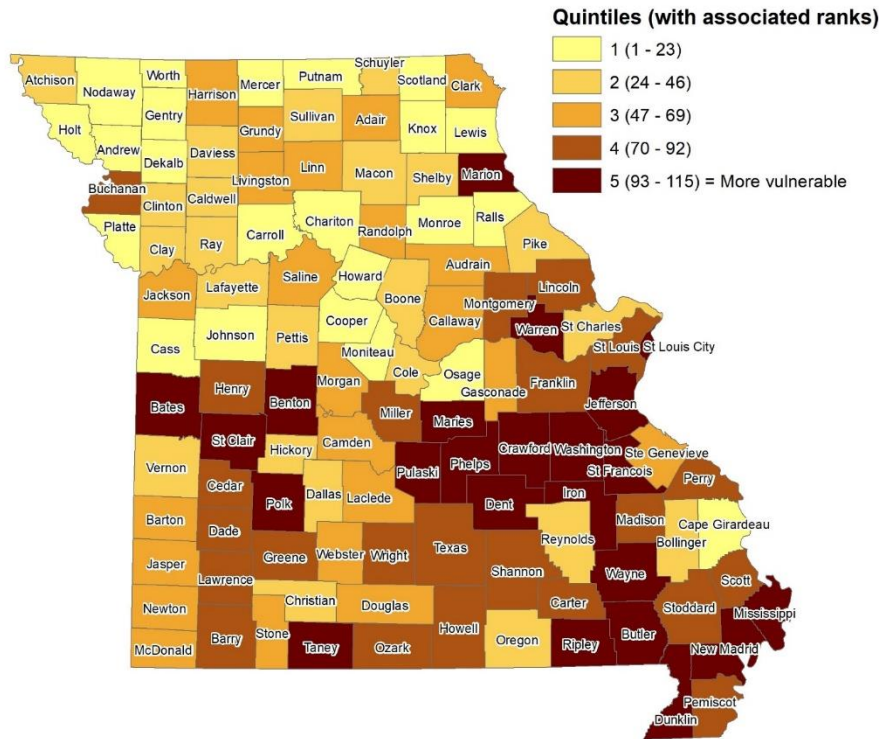 Quintiles (with associated ranks)
1 (1 - 23)
2 (24 - 46)
3 (47 - 69)
4 (70 - 92)
5 (93 - 115) = More vulnerable
Atchison
Nodaway
Worth
Harrison
Mercer
Putnam
Schuyler
Scotland
Clark
Holt
Gentry
Grundy
Sullivan
Adair
Knox
Lewis
Andrew
Dekalb
Daviess
Livingston
Linn
Macon
Shelby
Marion
Buchanan
Clinton
Caldwell
Platte
Clay
Ray
Carroll
Chariton
Randolph
Monroe
Ralls
Pike
Jackson
Lafayette
Saline
Howard
Boone
Audrain
Callaway
Montgomery
Lincoln
Warren
St Charles
St Louis
St Louis City
Cass
Johnson
Pettis
Cooper
Moniteau
Cole
Osage
Gasconade
Franklin
Jefferson
Bates
Henry
Benton
Morgan
Miller
Maries
St Clair
Hickory
Camden
Pulaski
Phelps
Crawford
Washington
Ste Genevieve
St Francois
Perry
Vernon
Cedar
Polk
Dallas
Laclede
Dent
Iron
Madison
Cape Girardeau
Bollinger
Barton
Dade
Greene
Webster
Wright
Texas
Reynolds
Shannon
Wayne
Scott
Jasper
Lawrence
Christian
Douglas
Carter
Stoddard
Mississippi
Newton
Stone
Howell
Oregon
Ripley
Butler
New Madrid
McDonald
Barry
Taney
Ozark
Pemiscot
Dunklin